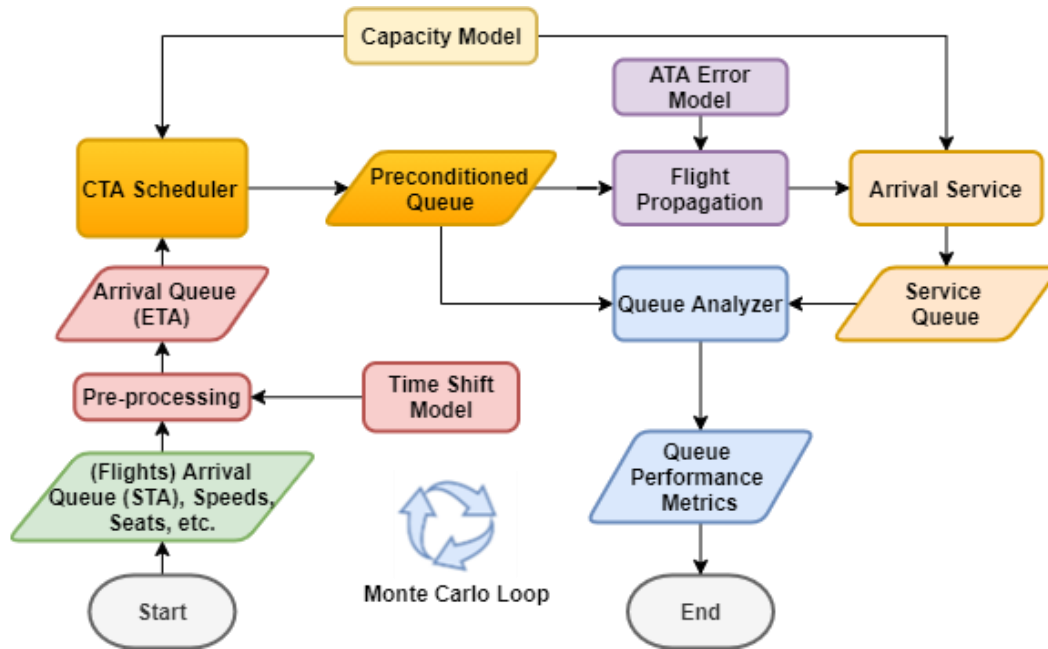 Capacity Model
ATA Error
Model
CTA Scheduler
Preconditioned
Queue
Flight
Propagation
Arrival Service
Arrival Queue
(ETA)
Queue Analyzer
Service
Queue
Pre-processing
Time Shift
Model
(Flights) Arrival
Queue (STA), Speeds,
Seats, etc.
Queue
Performance
Metrics
Monte Carlo Loop
Start
End